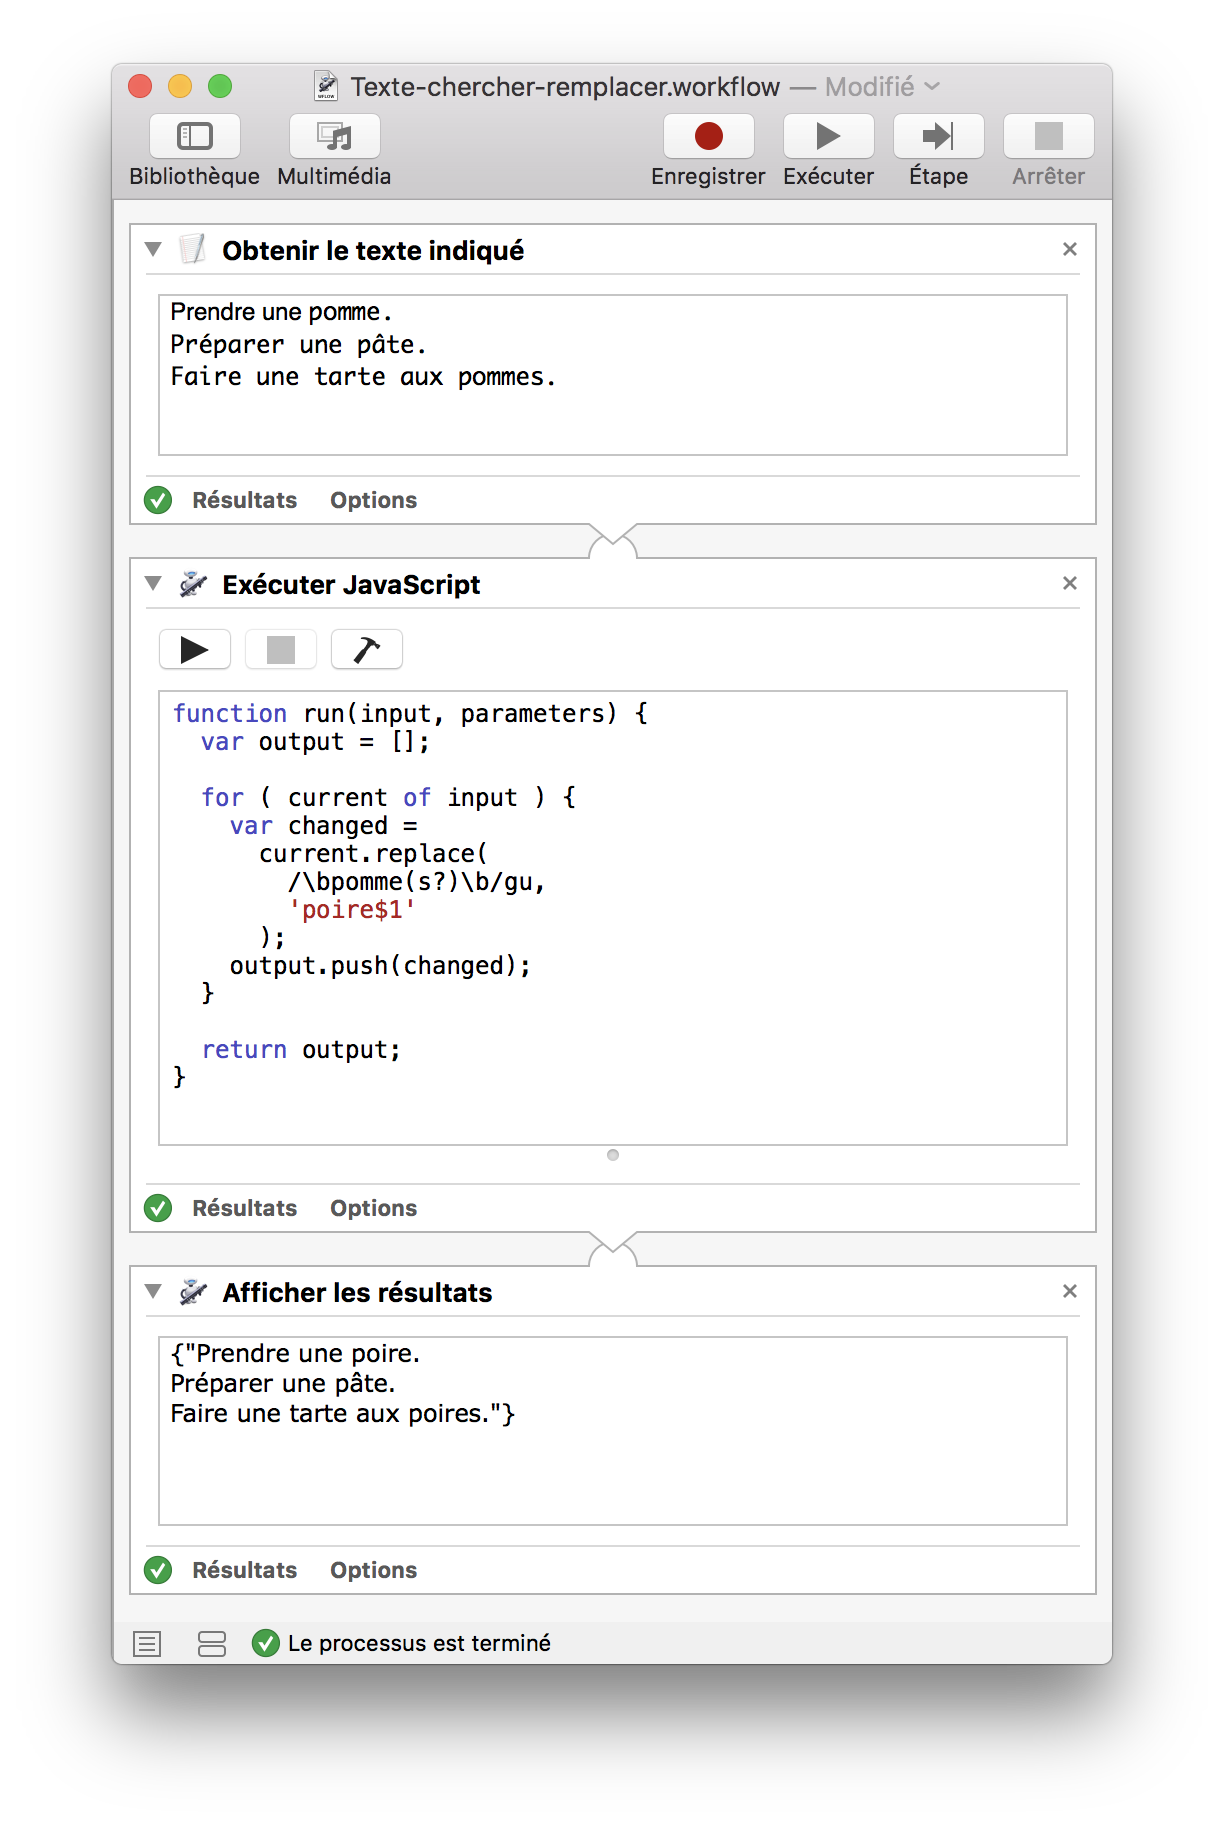 Texte-chercher-remplacer.workflow — Modifié
Bibliothèque Multimédia Enregistrer Exécuter Étape Arrêter
Obtenir le texte indiqué
Prendre une pomme.
Préparer une pâte.
Faire une tarte aux pommes.
Résultats Options
Exécuter JavaScript
function run(input, parameters) {
  var output = [];
  for ( current of input ) {
    var changed =
      current.replace(
        /\bpomme(s?)\b/gu,
        'poire$1'
      );
    output.push(changed);
  }
  return output;
}
Résultats Options
Afficher les résultats
{"Prendre une poire.
Préparer une pâte.
Faire une tarte aux poires."}
Résultats Options
Le processus est terminé